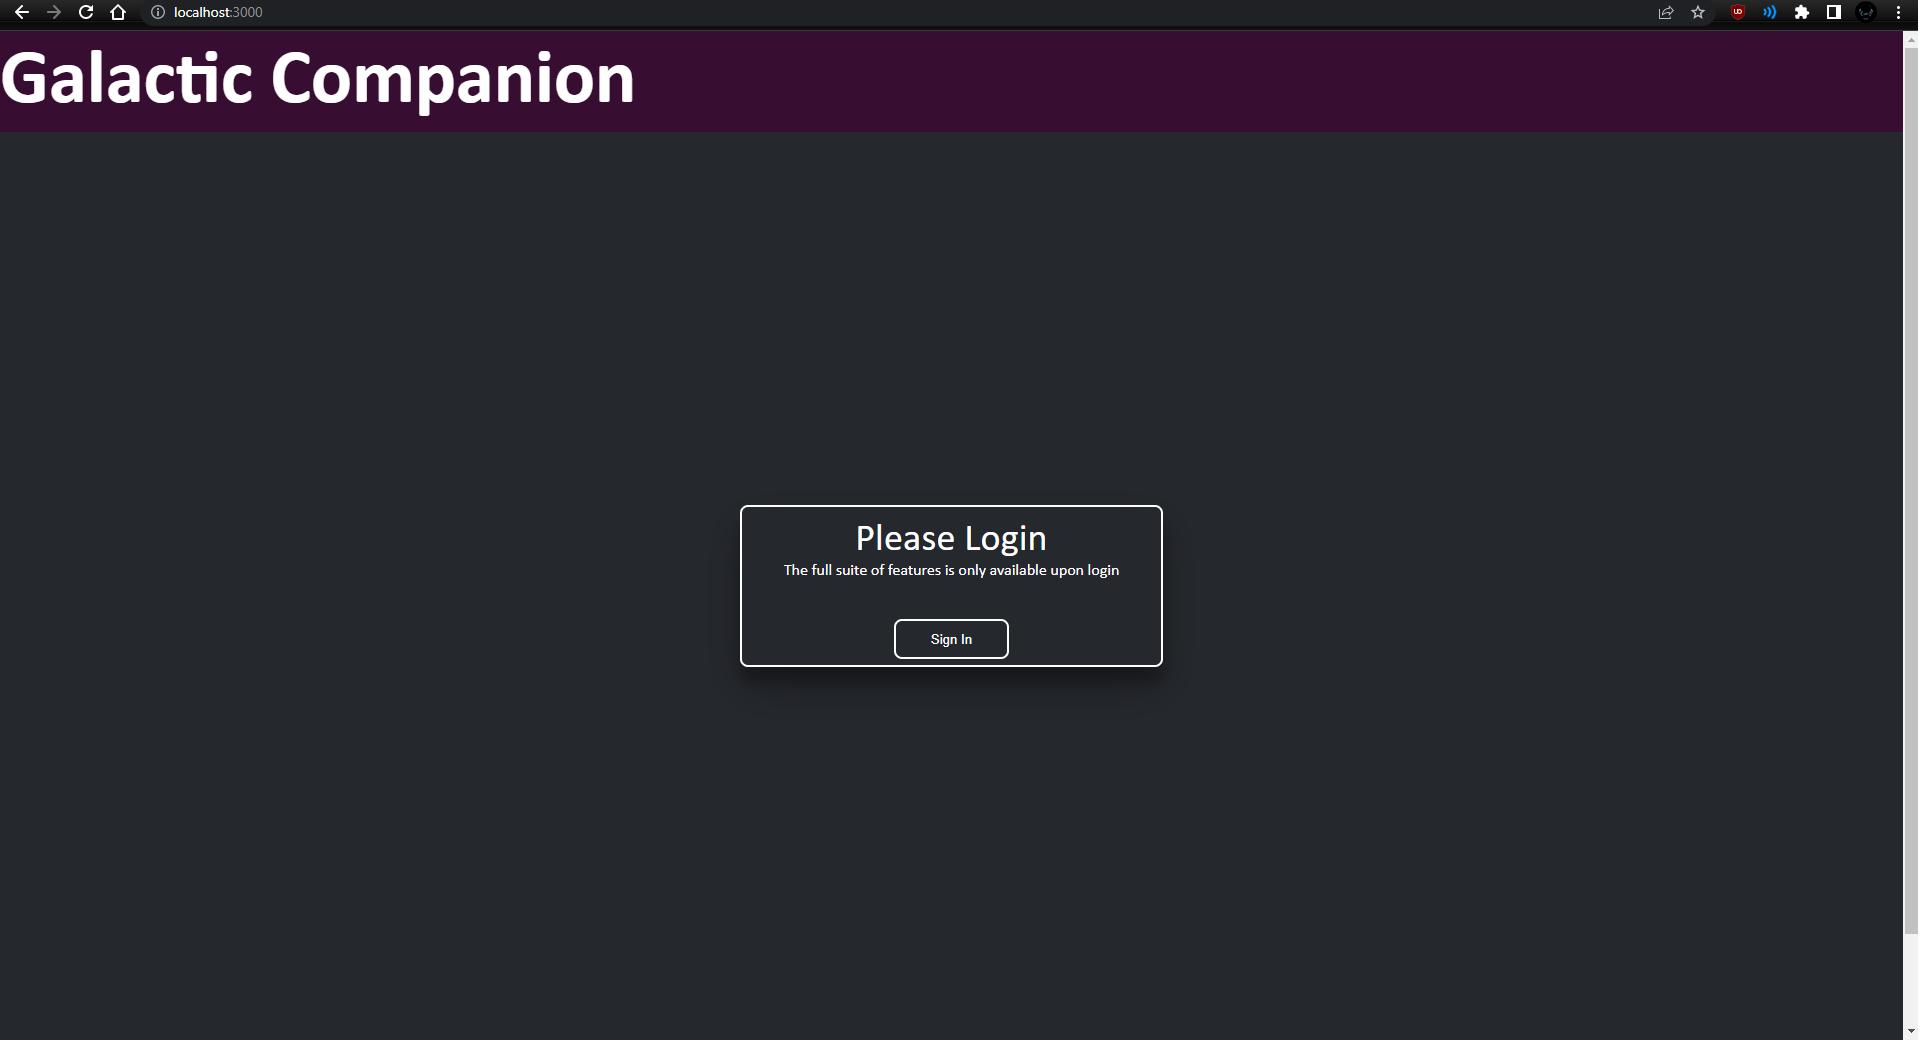 localhost:3000
Galactic Companion
Please Login
The full suite of features is only available upon login
Sign In